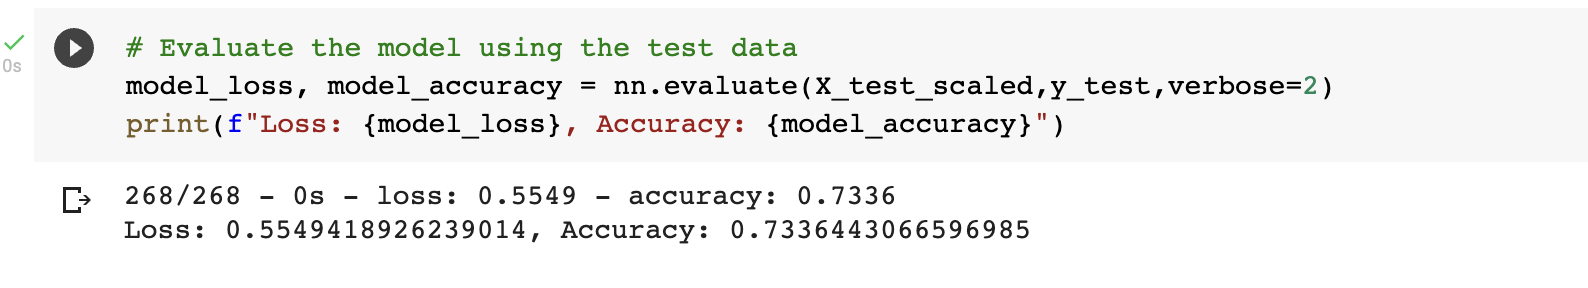 # Evaluate the model using the test data
0s
model_loss, model_accuracy = nn.evaluate(X_test_scaled,y_test,verbose=2)
print(f"Loss: {model_loss}, Accuracy: {model_accuracy}")
268/268 - 0s - loss: 0.5549 - accuracy: 0.7336
Loss: 0.5549418926239014, Accuracy: 0.7336443066596985